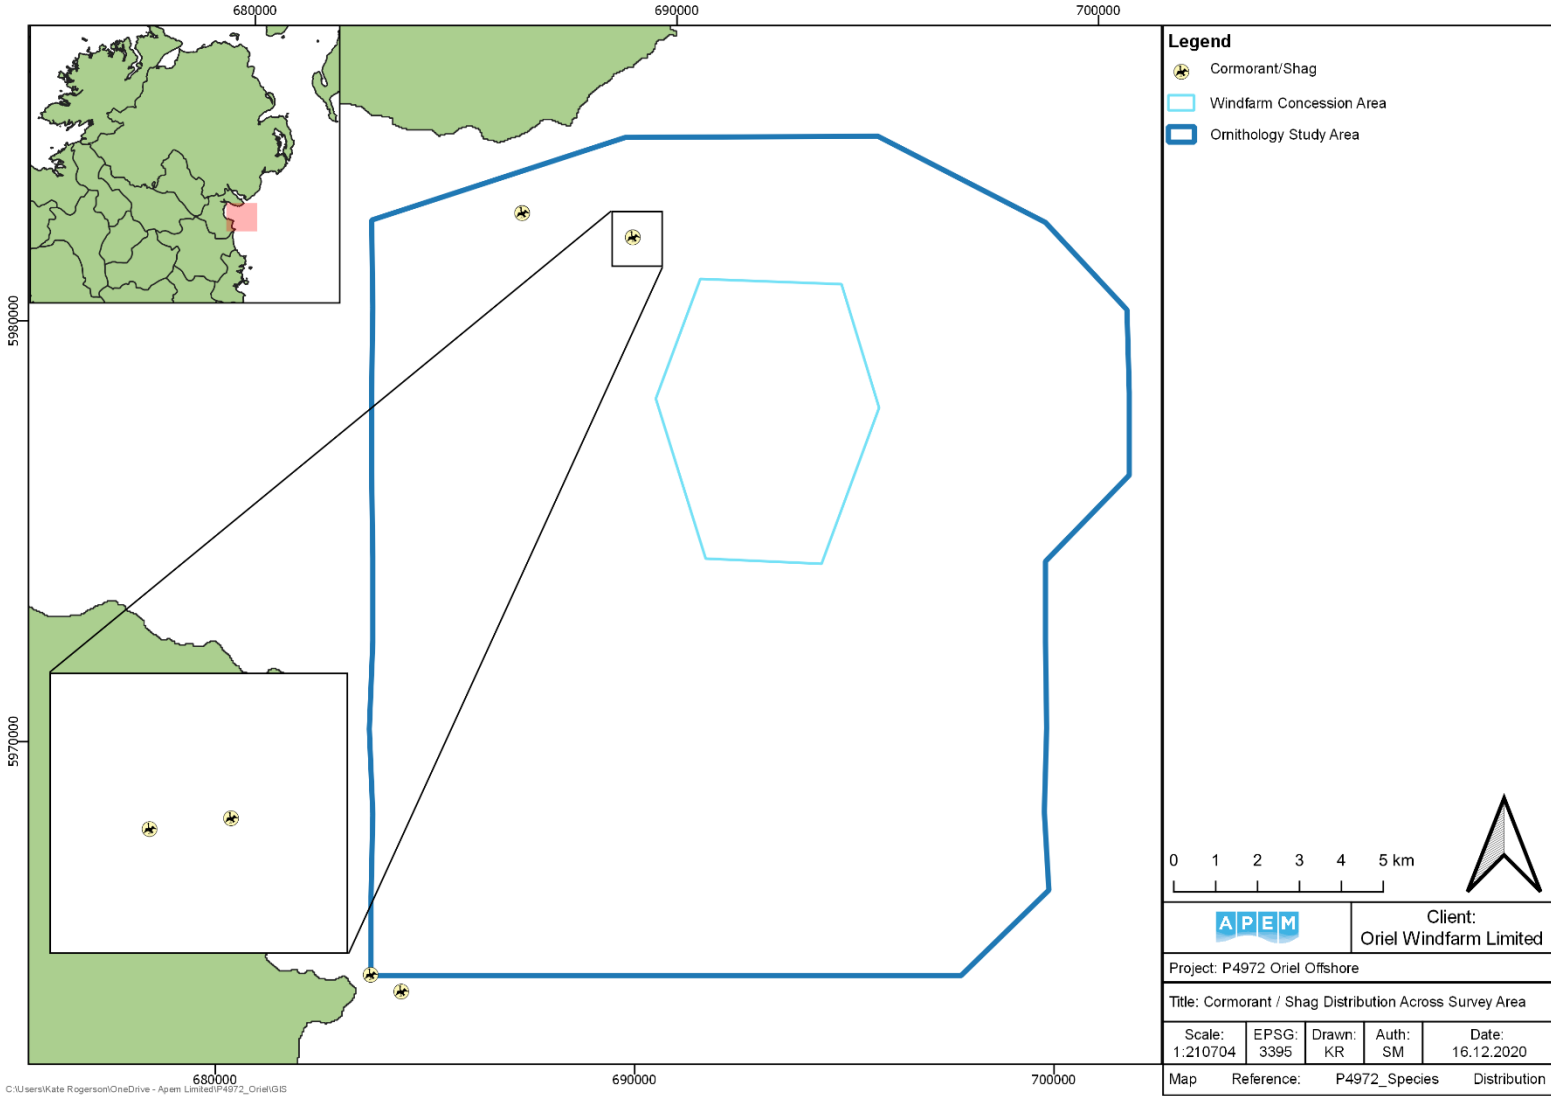 680000
690000
700000
5980000
5970000
680000
690000
700000
C:\Users\Kate Rogerson\OneDrive - Apem Limited\P4972_Oriel\GIS
Legend
Cormorant/Shag
Windfarm Concession Area
Ornithology Study Area
0 1 2 3 4 5 km
APEM
Client:
Oriel Windfarm Limited
Project: P4972 Oriel Offshore
Title: Cormorant / Shag Distribution Across Survey Area
Scale:
1:210704
EPSG:
3395
Drawn:
KR
Auth:
SM
Date:
16.12.2020
Map Reference: P4972_Species Distribution